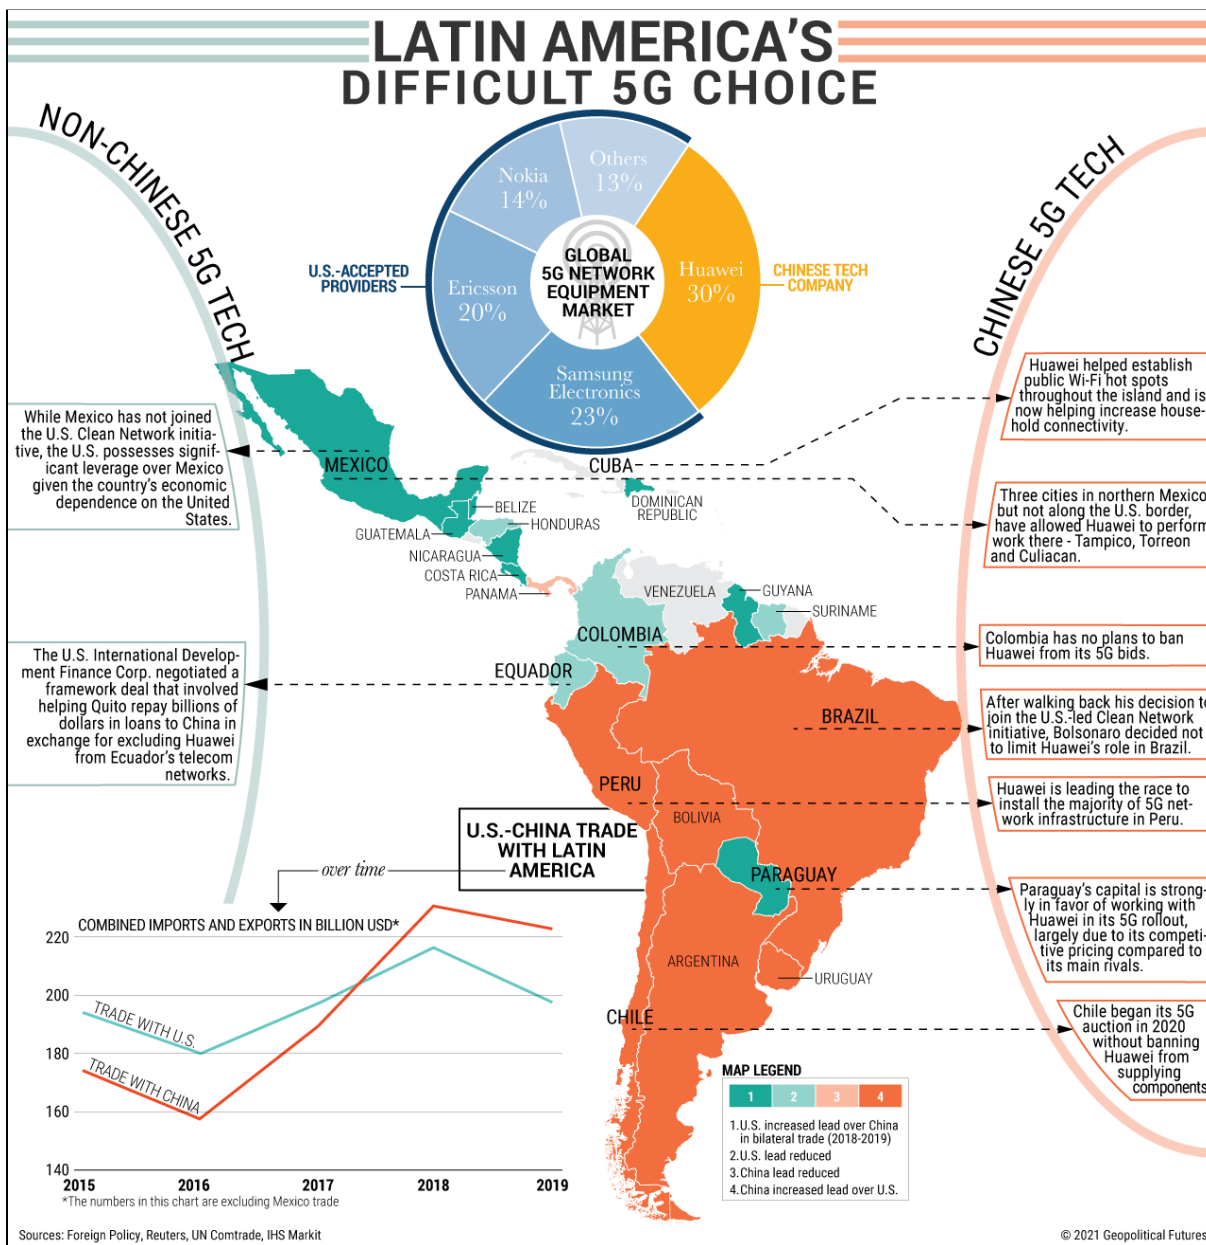 LATIN AMERICA'S
DIFFICULT 5G CHOICE
NON-CHINESE 5G TECH
CHINESE 5G TECH
Nokia
14%
Others
13%
Ericsson
20%
Huawei
30%
Samsung
Electronics
23%
GLOBAL
5G NETWORK
EQUIPMENT
MARKET
U.S.-ACCEPTED
PROVIDERS
CHINESE TECH
COMPANY
While Mexico has not joined
the U.S. Clean Network initia-
tive, the U.S. possesses signif-
icant leverage over Mexico
given the country's economic
dependence on the United
States.
The U.S. International Develop-
ment Finance Corp. negotiated a
framework deal that involved
helping Quito repay billions of
dollars in loans to China in
exchange for excluding Huawei
from Ecuador's telecom
networks.
Huawei helped establish
public Wi-Fi hot spots
throughout the island and is
now helping increase house-
hold connectivity.
Three cities in northern Mexico
but not along the U.S. border,
have allowed Huawei to perform
work there - Tampico, Torreon
and Culiacan.
Colombia has no plans to ban
Huawei from its 5G bids.
After walking back his decision to
join the U.S.-led Clean Network
initiative, Bolsonaro decided not
to limit Huawei's role in Brazil.
Huawei is leading the race to
install the majority of 5G net-
work infrastructure in Peru.
Paraguay's capital is strong-
ly in favor of working with
Huawei in its 5G rollout,
largely due to its competi-
tive pricing compared to
its main rivals.
Chile began its 5G
auction in 2020
without banning
Huawei from
supplying
components
MEXICO
CUBA
DOMINICAN
REPUBLIC
BELIZE
HONDURAS
GUATEMALA
NICARAGUA
COSTA RICA
PANAMA
VENEZUELA
GUYANA
SURINAME
COLOMBIA
EQUADOR
BRAZIL
PERU
BOLIVIA
PARAGUAY
ARGENTINA
URUGUAY
CHILE
U.S.-CHINA TRADE
WITH LATIN
AMERICA
over time
COMBINED IMPORTS AND EXPORTS IN BILLION USD*
220
200
180
160
140
TRADE WITH U.S.
TRADE WITH CHINA
2015 2016 2017 2018 2019
*The numbers in this chart are excluding Mexico trade
MAP LEGEND
1 2 3 4
1.U.S. increased lead over China
in bilateral trade (2018-2019)
2.U.S. lead reduced
3.China lead reduced
4.China increased lead over U.S.
Sources: Foreign Policy, Reuters, UN Comtrade, IHS Markit
© 2021 Geopolitical Futures